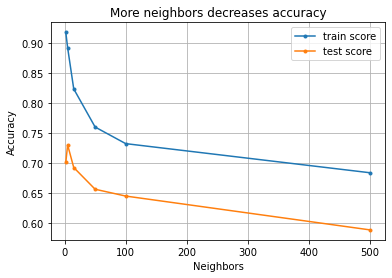 More neighbors decreases accuracy
train score
test score
Accuracy
0.90
0.85
0.80
0.75
0.70
0.65
0.60
0
100
200
300
400
500
Neighbors